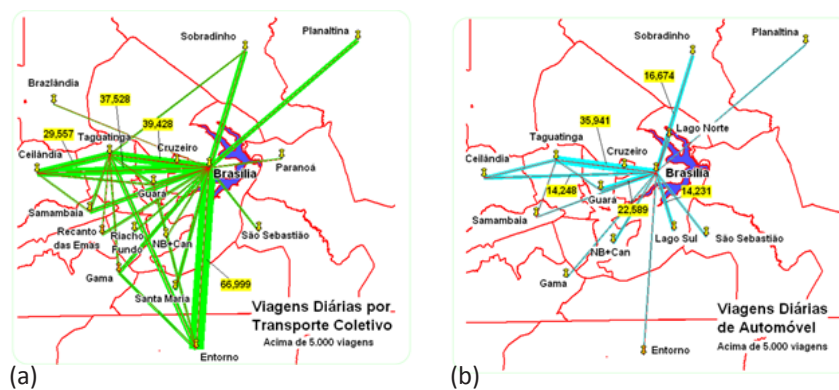 Sobradinho
Planaltina
Brazlândia
37,528
39,428
29,557
Taguatinga
Cruzeiro
Ceilândia
Paranoá
Brasília
Guará
Samambaia
Recanto
das Emas
Riacho
Fundo
NB+Can
São Sebastião
Gama
Santa Maria
66,999
Viagens Diárias por
Transporte Coletivo
Acima de 5,000 viagens
Entorno
(a)
Sobradinho
Planaltina
16,674
35,941
Lago Norte
Taguatinga
Cruzeiro
Ceilândia
Brasília
14,248
Guará
14,231
22,589
Samambaia
Lago Sul
São Sebastião
NB+Can
Gama
Viagens Diárias
de Automóvel
Acima de 5,000 viagens
Entorno
(b)